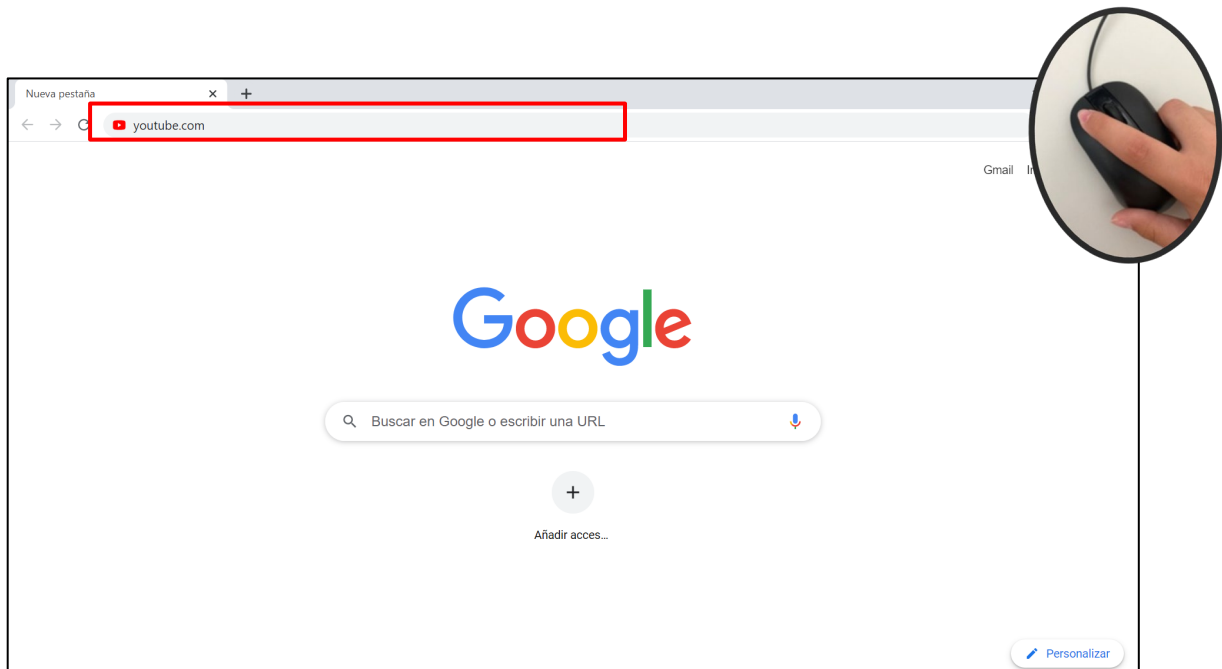 Nueva pestaña
youtube.com
Gmail
Google
Buscar en Google o escribir una URL
Añadir acces...
Personalizar